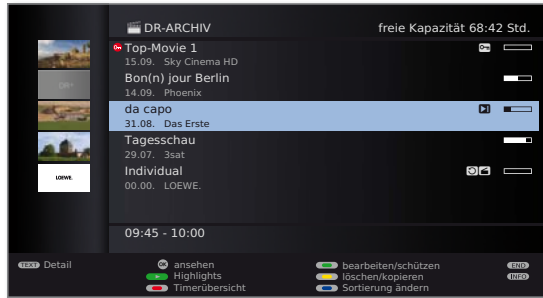 DR-ARCHIV freie Kapazität 68:42 Std.
Top-Movie 1
15.09. Sky Cinema HD
Bon(n) jour Berlin
14.09. Phoenix
DR+
da capo
31.08. Das Erste
Tagesschau
29.07. 3sat
Individual
00.00. LOEWE.
LOEWE.
09:45 - 10:00
TEXT Detail OK ansehen bearbeiten/schützen END
Highlights löschen/kopieren INFO
Timerübersicht Sortierung ändern